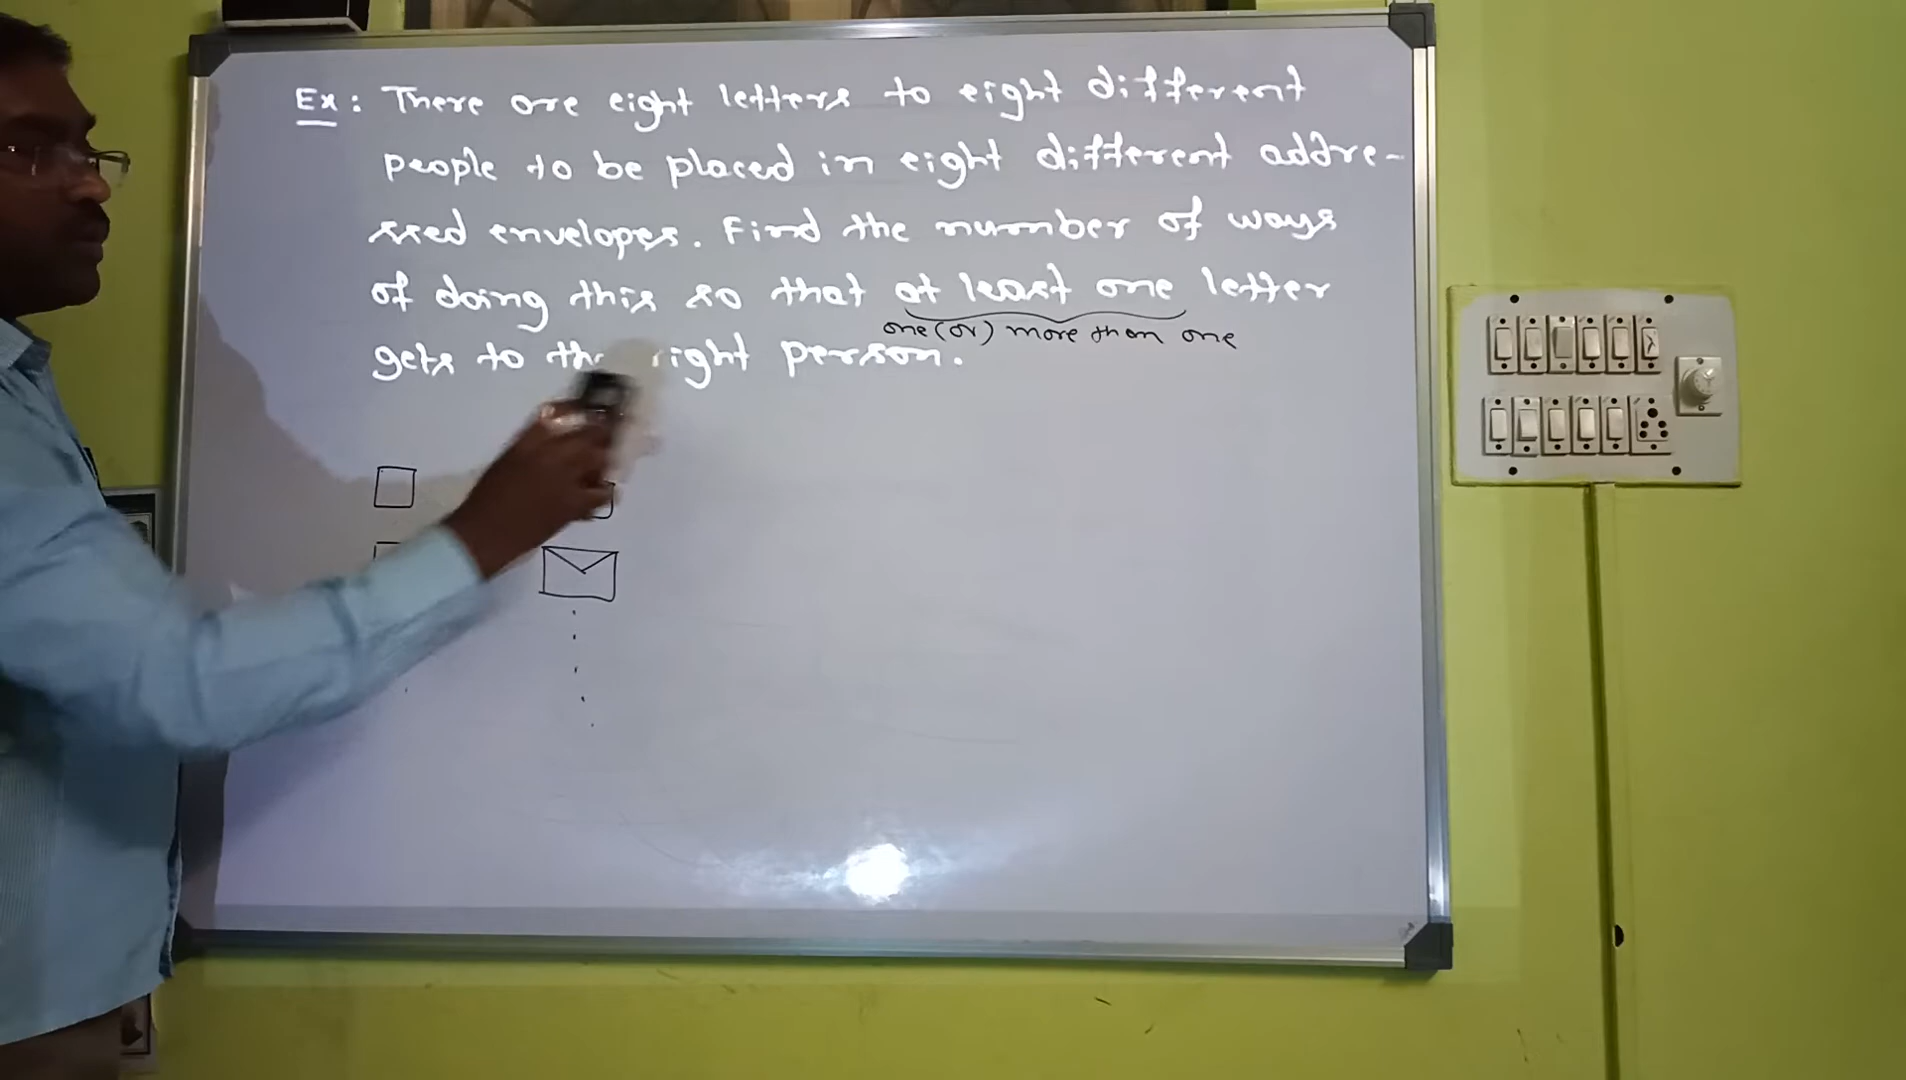 Ex: There are eight letters to eight different
people to be placed in eight different addre-
ssed envelopes. Find the number of ways
of doing this so that at least one letter
one (or) more than one
gets to the right person.